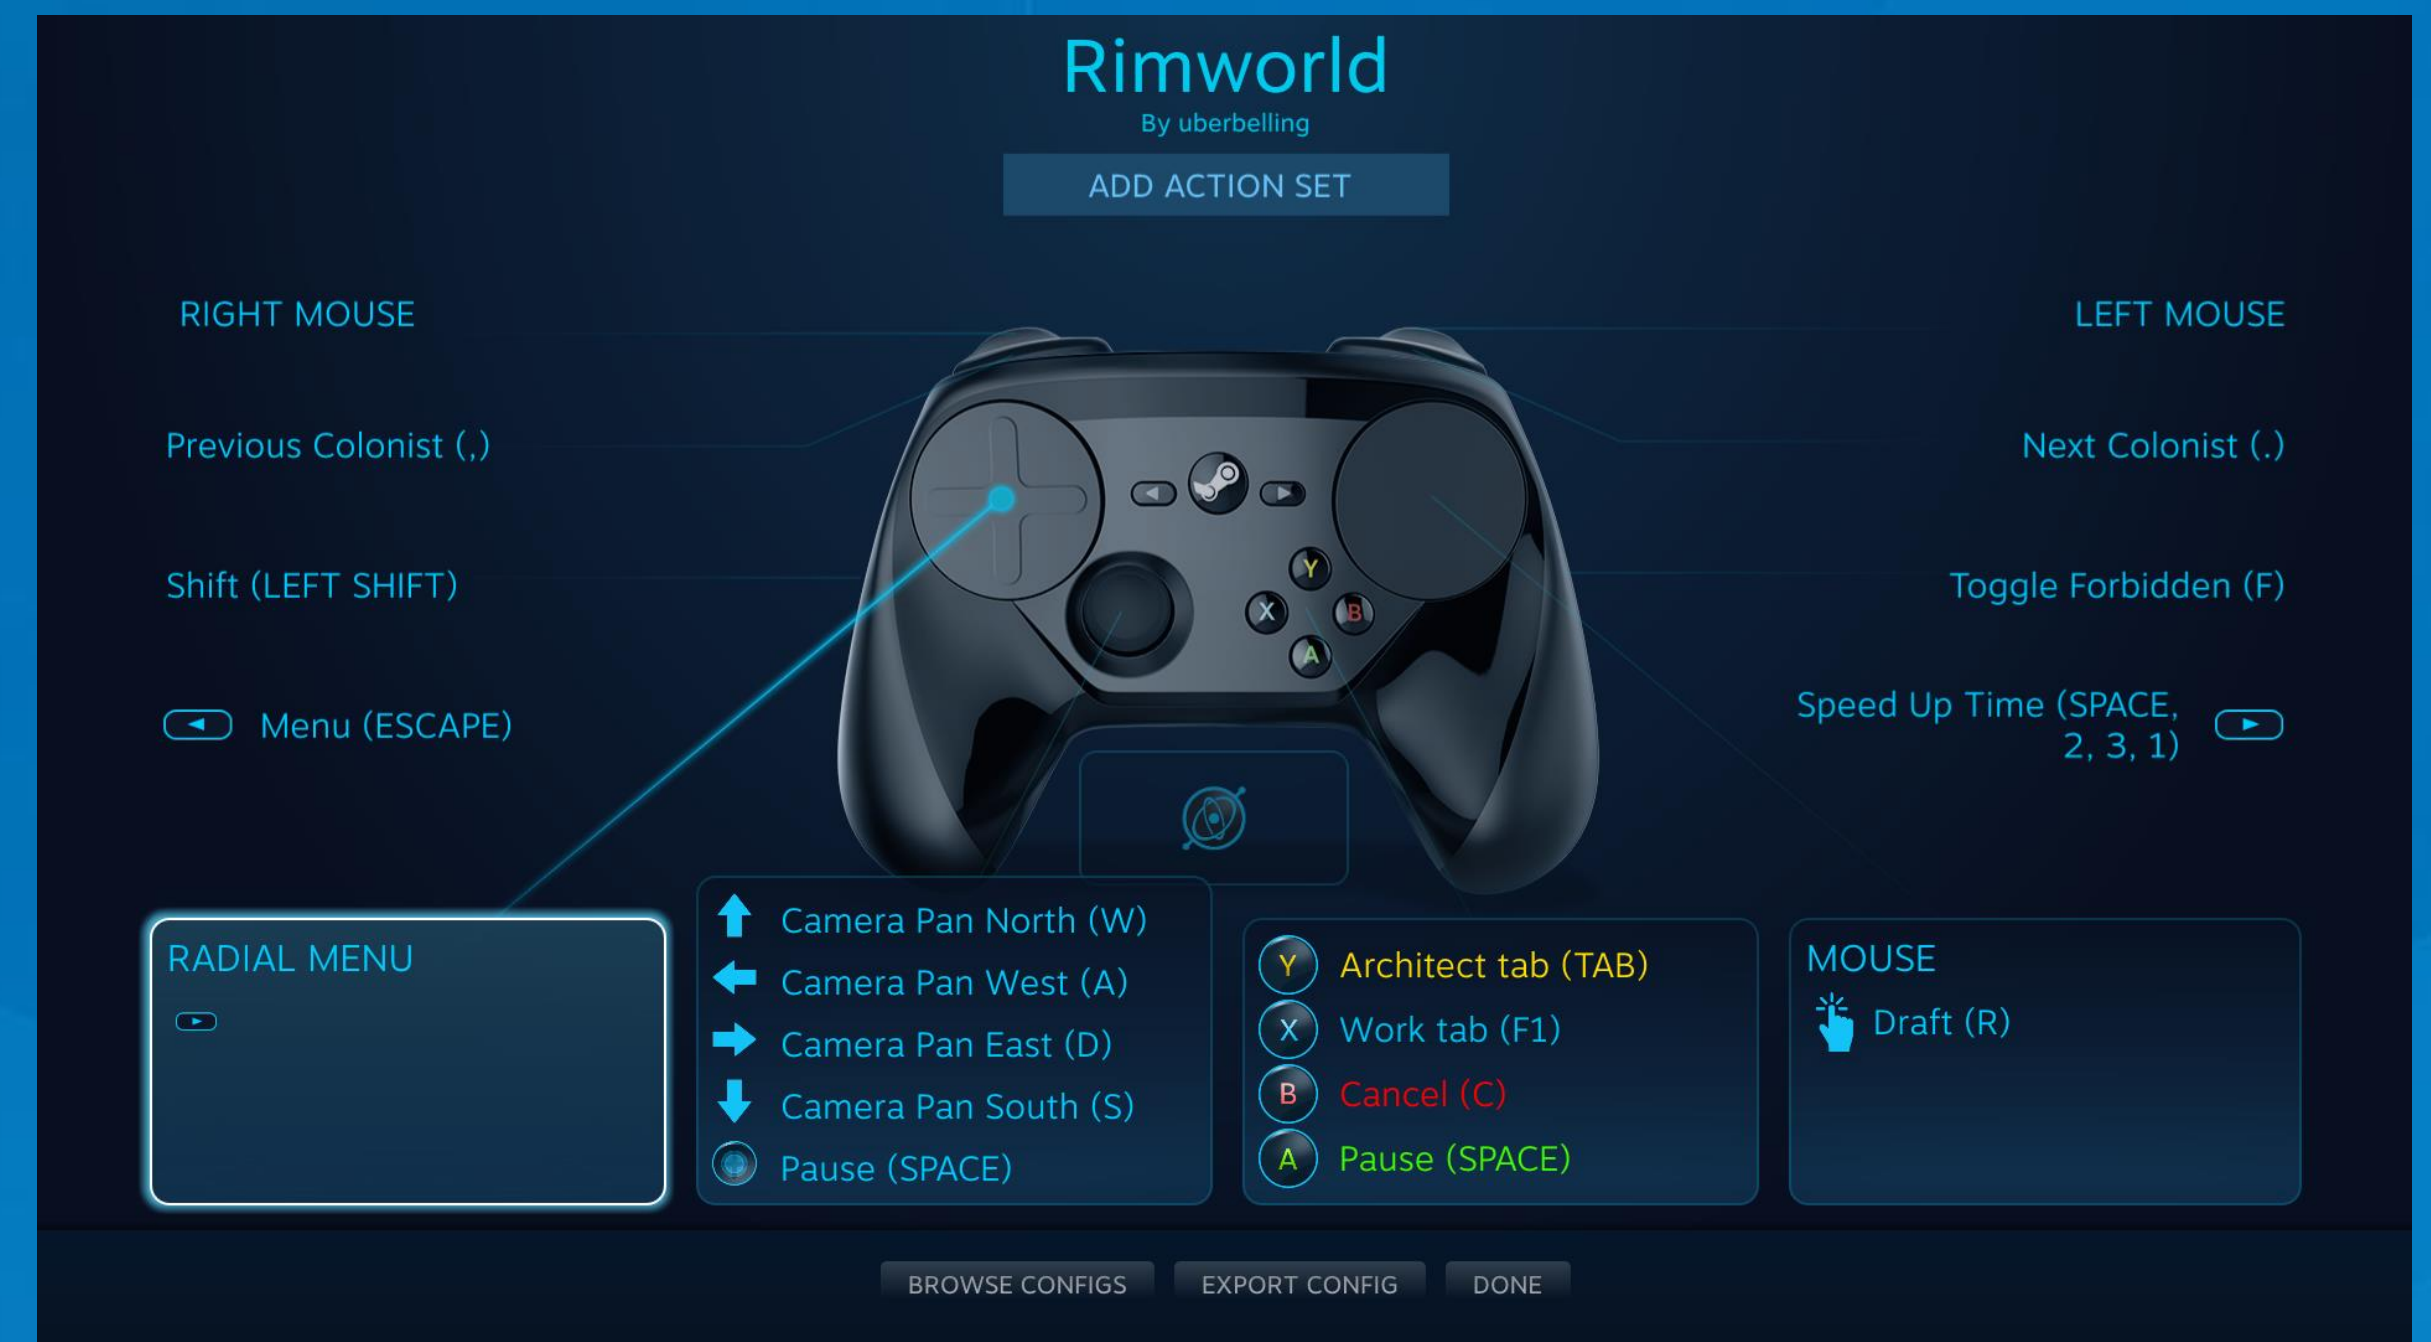 Rimworld
By uberbelling
ADD ACTION SET
RIGHT MOUSE
LEFT MOUSE
Previous Colonist (,)
Next Colonist (.)
Shift (LEFT SHIFT)
Toggle Forbidden (F)
Menu (ESCAPE)
Speed Up Time (SPACE,
2, 3, 1)
Y
X
B
A
RADIAL MENU
Camera Pan North (W)
Camera Pan West (A)
Camera Pan East (D)
Camera Pan South (S)
Pause (SPACE)
Y Architect tab (TAB)
X Work tab (F1)
B Cancel (C)
A Pause (SPACE)
MOUSE
Draft (R)
BROWSE CONFIGS
EXPORT CONFIG
DONE